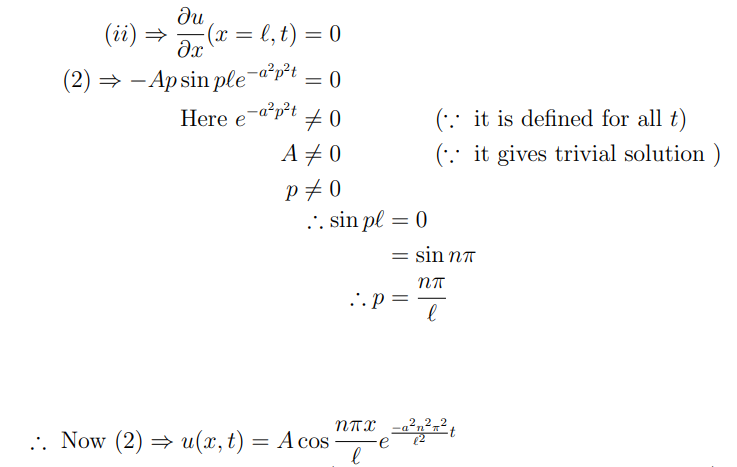 (ii) ⇒ ∂u/∂x (x = ℓ, t) = 0
(2) ⇒ −Ap sin pℓe^{−a²p²t} = 0
Here e^{−a²p²t} ≠ 0 (∵ it is defined for all t)
A ≠ 0 (∵ it gives trivial solution )
p ≠ 0
∴ sin pℓ = 0
= sin nπ
∴ p = nπ/ℓ
∴ Now (2) ⇒ u(x, t) = A cos nπx/ℓ e^{−a²n²π²/ℓ² t}